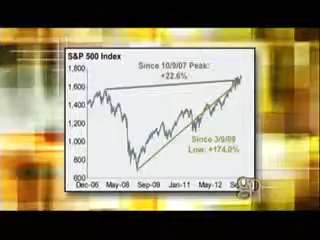 S&P 500 Index
Since 10/9/07 Peak:
+22.6%
1,800
1,600
1,400
1,200
1,000
800
600
Since 3/9/09
Low: +174.0%
Dec-06 May-08 Sep-09 Jan-11 May-12